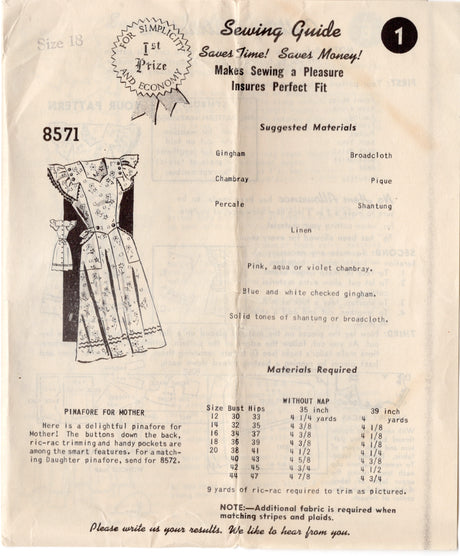 Size 18
FOR SIMPLICITY
1st
Prize
AND ECONOMY
Sewing Guide
Saves Time! Saves Money!
Makes Sewing a Pleasure
Insures Perfect Fit
1
8571
Suggested Materials
Gingham Broadcloth
Chambray Pique
Percale Shantung
Linen
Pink, aqua or violet chambray.
Blue and white checked gingham.
Solid tones of shantung or broadcloth.
Materials Required
PINAFORE FOR MOTHER
Here is a delightful pinafore for
Mother! The buttons down the back,
ric-rac trimming and handy pockets are
among the smart features. For a match-
ing Daughter pinafore, send for 8572.
WITHOUT NAP
Size Bust Hips 35 inch 39 inch
12 30 33 4 1/4 yards 4 yards
14 32 35 4 3/8 4 1/8
16 34 37 4 3/8 4 1/8
18 36 39 4 3/8 4 1/8
20 38 41 4 1/2 4 1/4
40 43 4 5/8 4 3/8
42 45 4 3/4 4 1/2
44 47 4 7/8 4 3/4
9 yards of ric-rac required to trim as pictured.
NOTE:—Additional fabric is required when
matching stripes and plaids.
Please write us your results. We like to hear from you.